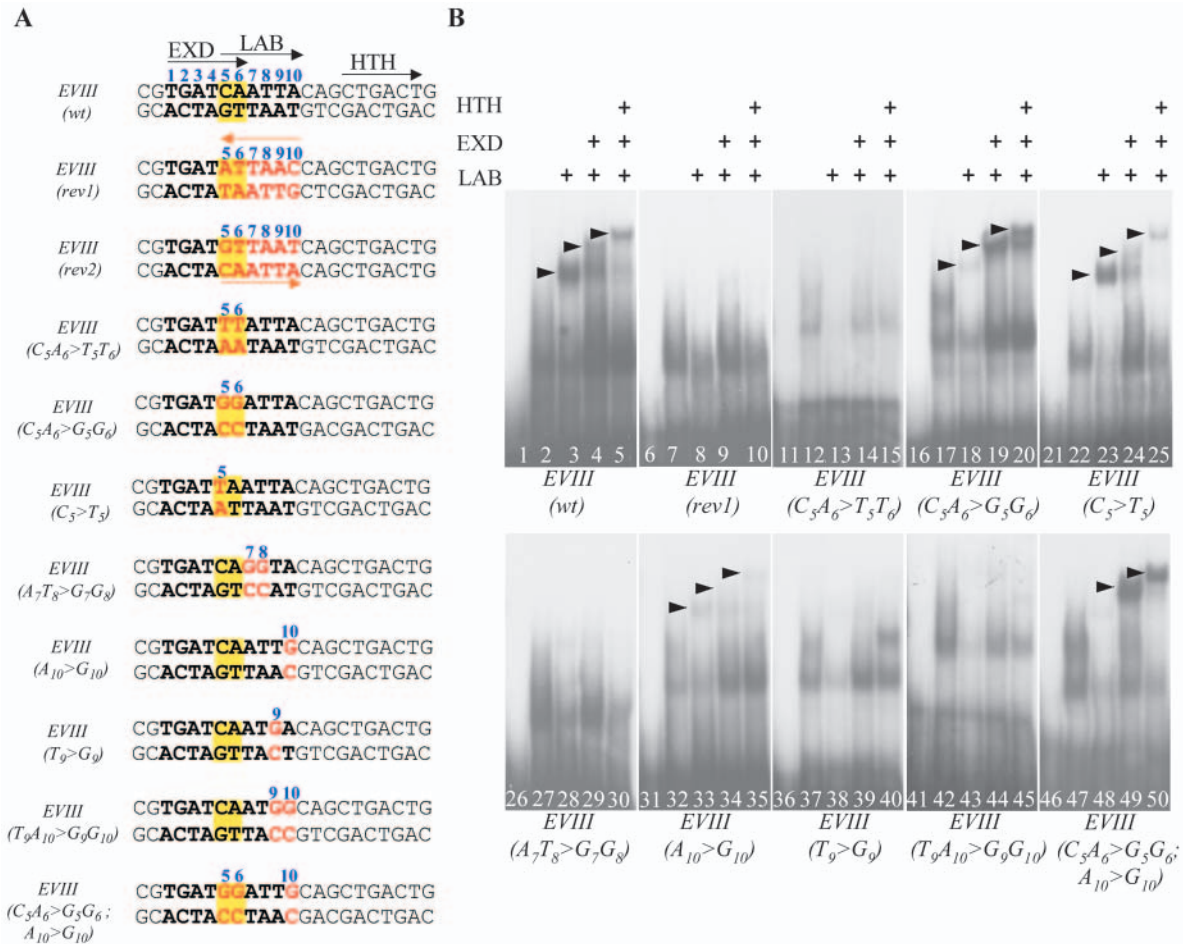 A
EXD LAB HTH
1 2 3 4 5 6 7 8 910
EVIII (wt)
CGTGATCAATTACAGCTGACTG
GCACTAGTTAATGTCGACTGAC
5 6 7 8 910
EVIII (rev1)
CGTGATATTAACCAGCTGACTG
GCACTATAATTGCTCGACTGAC
5 6 7 8 910
EVIII (rev2)
CGTGATGTTAATCAGCTGACTG
GCACTACAATTACTCGACTGAC
5 6
EVIII (C5A6>T5T6)
CGTGATTTATTACAGCTGACTG
GCACTAAATAATGTCGACTGAC
5 6
EVIII (C5A6>G5G6)
CGTGATGGATTACAGCTGACTG
GCACTACCTAATGACGACTGAC
5
EVIII (C5>T5)
CGTGATTAATTACAGCTGACTG
GCACTAATTAATGTCGACTGAC
7 8
EVIII (A7T8>G7G8)
CGTGATCAGGTACAGCTGACTG
GCACTAGTCCATGTCGACTGAC
10
EVIII (A10>G10)
CGTGATCAATTGCAGCTGACTG
GCACTAGTTAACGTCGACTGAC
9
EVIII (T9>G9)
CGTGATCAATGACAGCTGACTG
GCACTAGTTACTGTCGACTGAC
9 10
EVIII (T9A10>G9G10)
CGTGATCAATGGCAGCTGACTG
GCACTAGTTACCGTCGACTGAC
5 6 10
EVIII (C5A6>G5G6; A10>G10)
CGTGATGGATTGCAGCTGACTG
GCACTACCTAACGACGACTGAC
B
HTH + + + + +
EXD + + + + + + + + + +
LAB + + + + + + + + + + + + + +
1 2 3 4 5 6 7 8 9 10 11 12 13 14 15 16 17 18 19 20 21 22 23 24 25
EVIII (wt)
EVIII (rev1)
EVIII (C5A6>T5T6)
EVIII (C5A6>G5G6)
EVIII (C5>T5)
26 27 28 29 30 31 32 33 34 35 36 37 38 39 40 41 42 43 44 45 46 47 48 49 50
EVIII (A7T8>G7G8)
EVIII (A10>G10)
EVIII (T9>G9)
EVIII (T9A10>G9G10)
EVIII (C5A6>G5G6; A10>G10)